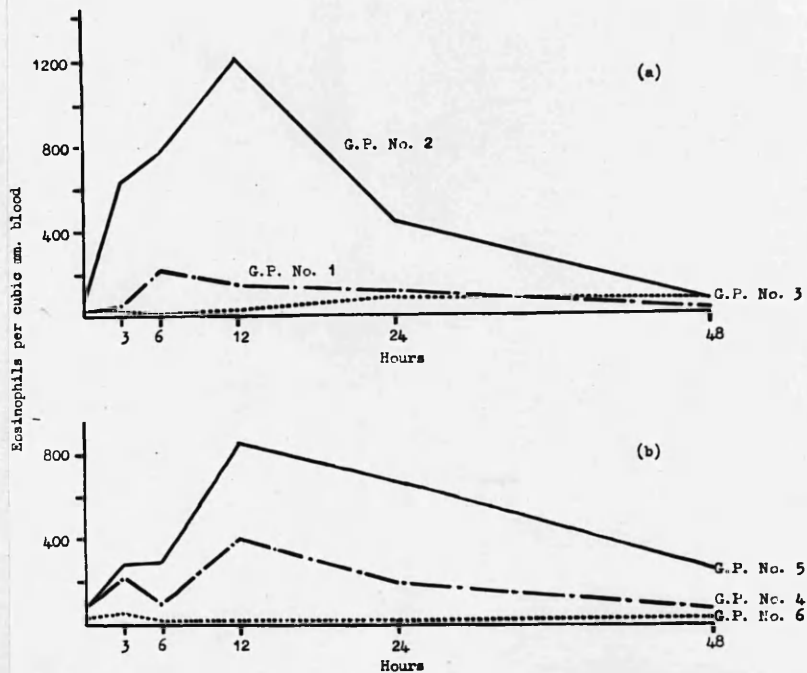 Eosinophils per cubic mm. blood
(a)
1200
800
400
G.P. No. 2
G.P. No. 1
G.P. No. 3
3 6 12 24 48
Hours
(b)
800
400
G.P. No. 5
G.P. No. 4
G.P. No. 6
3 6 12 24 48
Hours